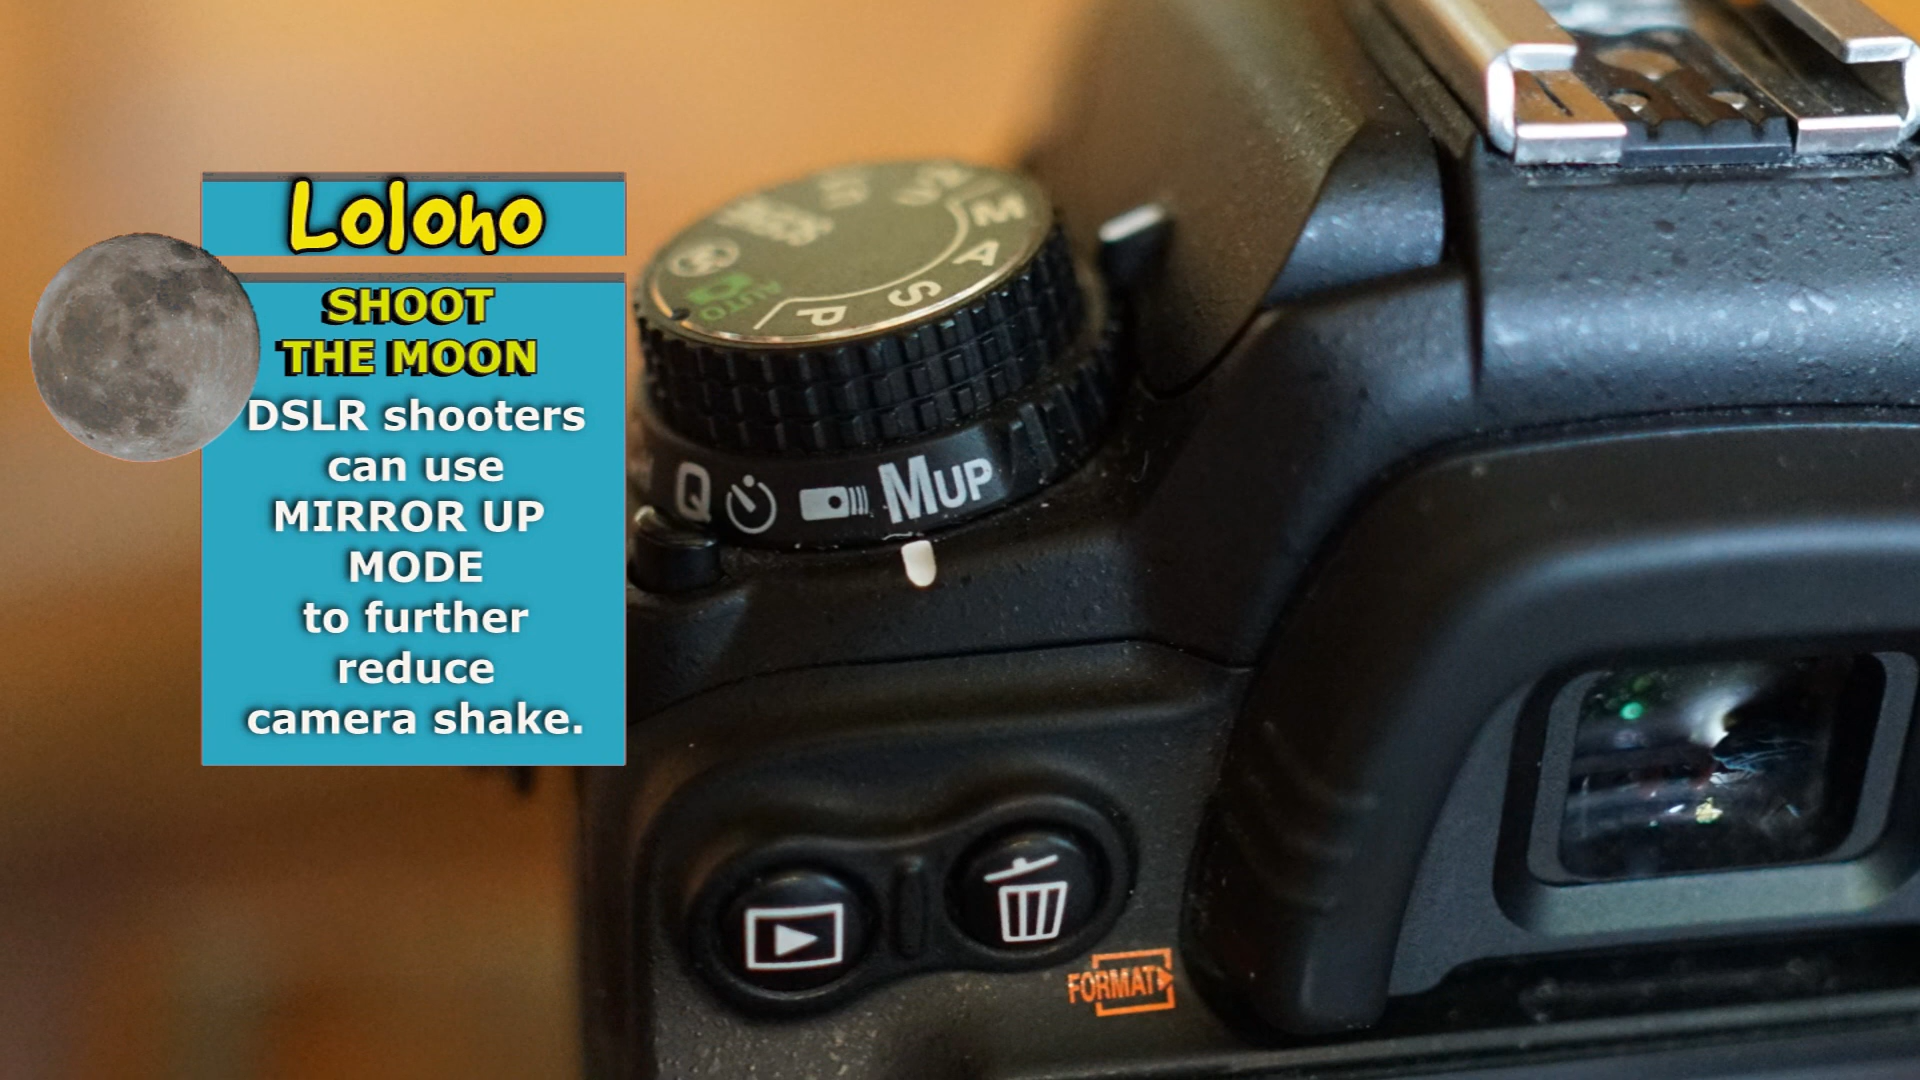 Loloho
SHOOT
THE MOON
DSLR shooters
can use
MIRROR UP
MODE
to further
reduce
camera shake.
M
A
S
P
AUTO
Q
MUP
FORMAT